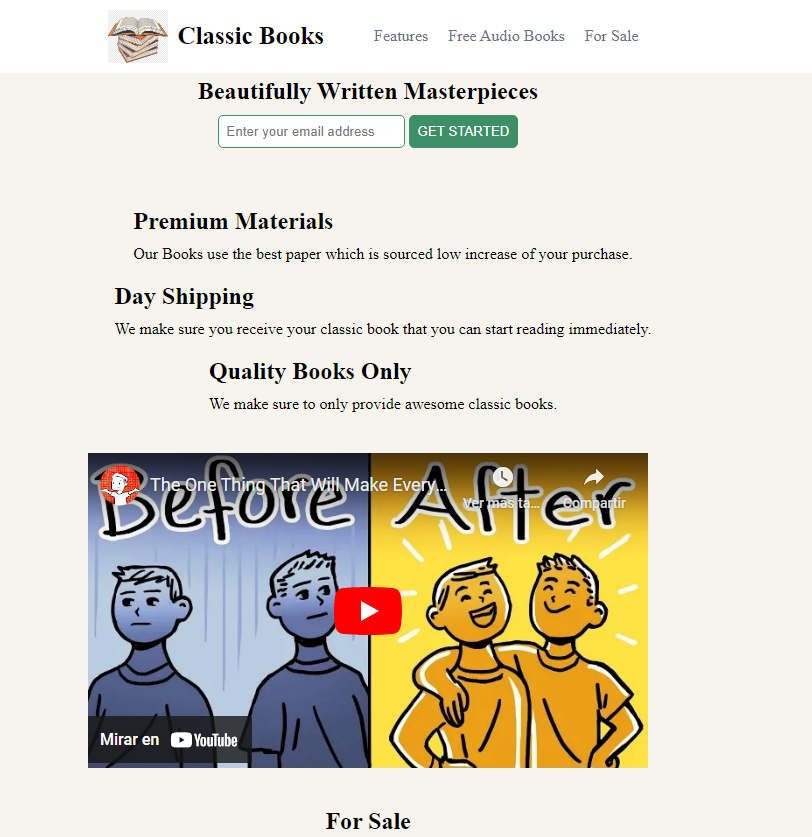 Classic Books
Features Free Audio Books For Sale
Beautifully Written Masterpieces
Enter your email address GET STARTED
Premium Materials
Our Books use the best paper which is sourced low increase of your purchase.
Day Shipping
We make sure you receive your classic book that you can start reading immediately.
Quality Books Only
We make sure to only provide awesome classic books.
The One Thing That Will Make Every...
Ver más ta... Compartir
Before After
Mirar en YouTube
For Sale